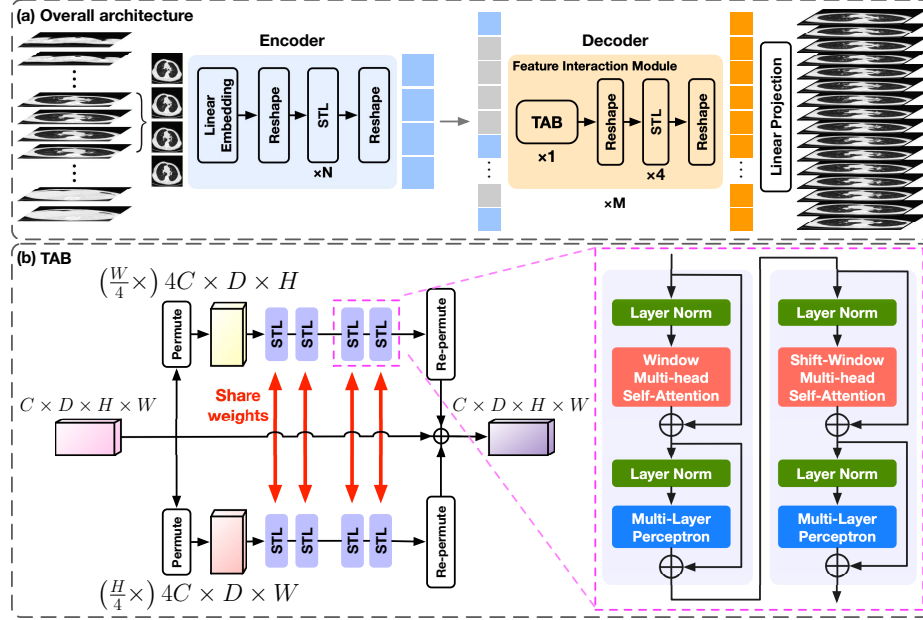 (a) Overall architecture
Encoder
Linear
Embedding
Reshape
STL
Reshape
×N
Decoder
Feature Interaction Module
TAB
×1
Reshape
STL
Reshape
×4
×M
Linear Projection
(b) TAB
(W/4 ×) 4C × D × H
Permute
STL
STL
STL
STL
Re-permute
Share
weights
C × D × H × W
C × D × H × W
Permute
STL
STL
STL
STL
Re-permute
(H/4 ×) 4C × D × W
Layer Norm
Window
Multi-head
Self-Attention
Layer Norm
Multi-Layer
Perceptron
Layer Norm
Shift-Window
Multi-head
Self-Attention
Layer Norm
Multi-Layer
Perceptron